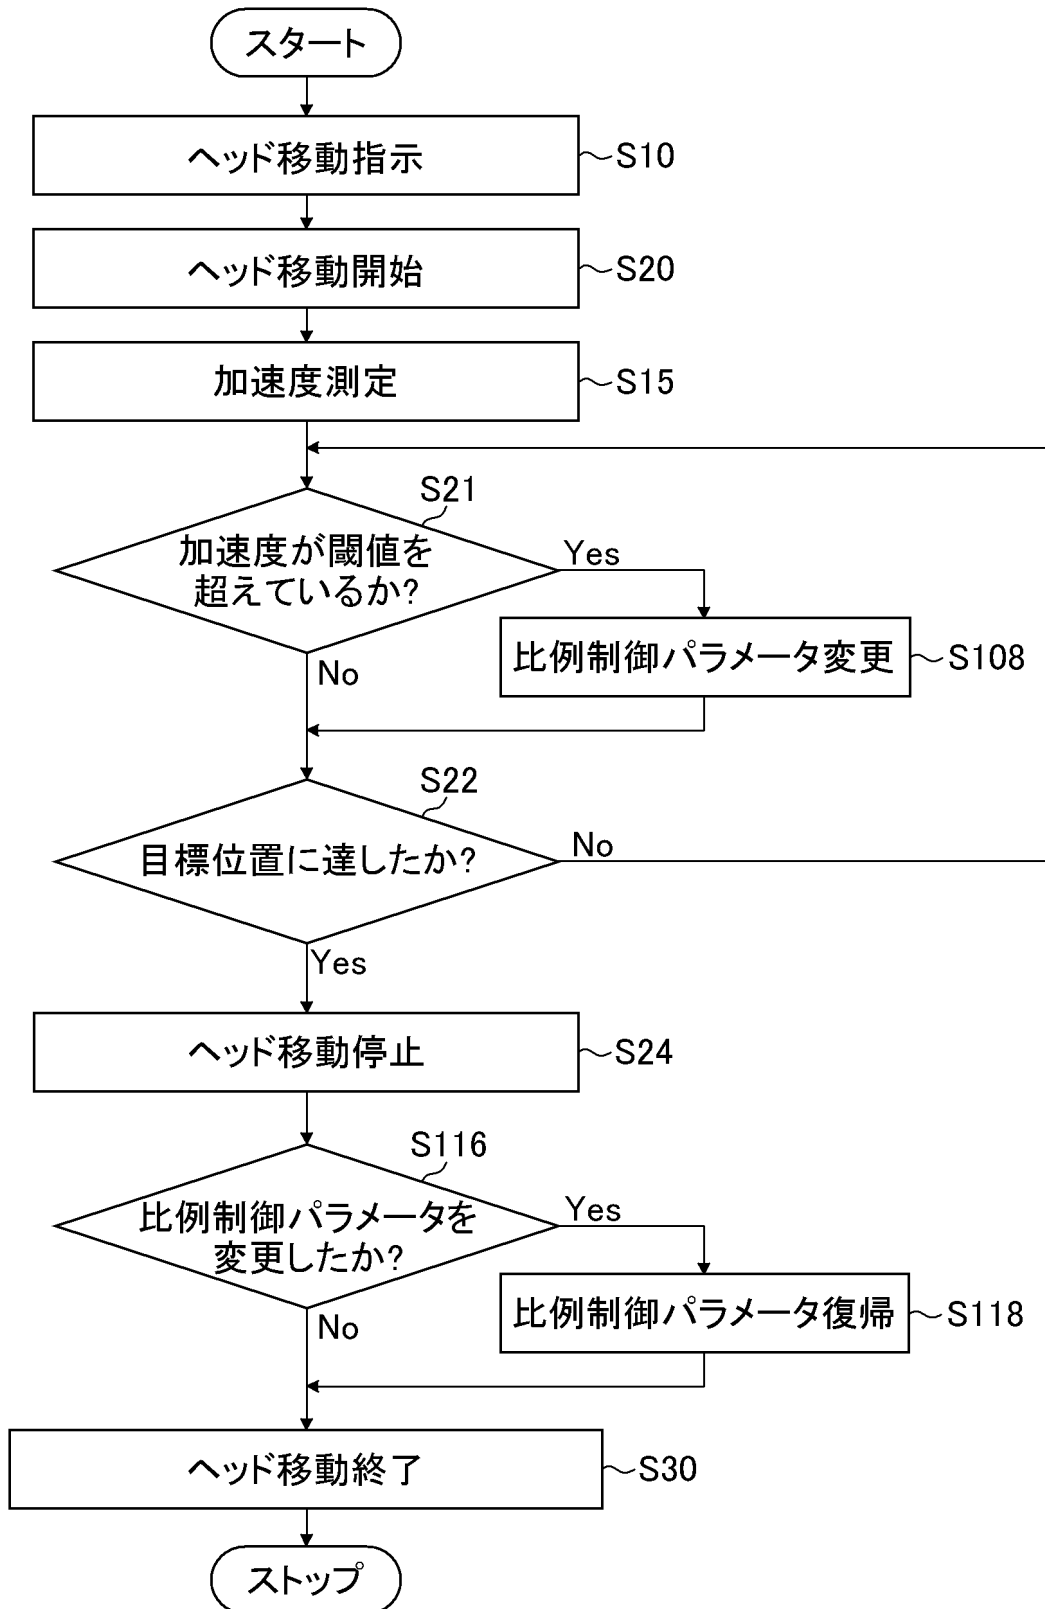 スタート
ヘッド移動指示
S10
ヘッド移動開始
S20
加速度測定
S15
S21
加速度が閾値を
超えているか?
Yes
No
比例制御パラメータ変更
S108
S22
目標位置に達したか?
No
Yes
ヘッド移動停止
S24
S116
比例制御パラメータを
変更したか?
Yes
No
比例制御パラメータ復帰
S118
ヘッド移動終了
S30
ストップ